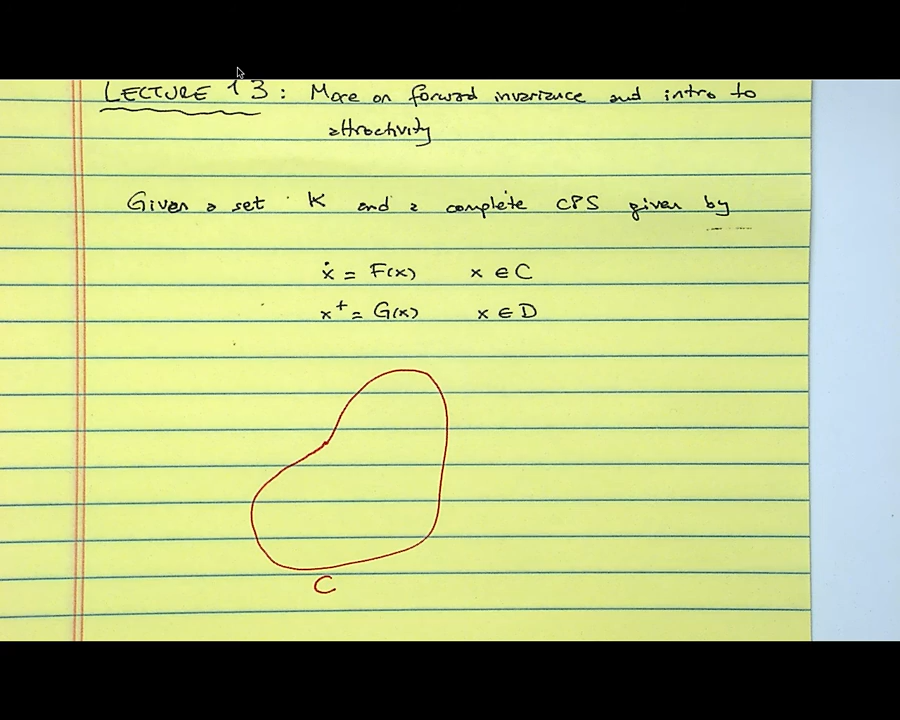 LECTURE 13: More on forward invariance and intro to
attractivity
Given a set K and a complete CPS given by
ẋ = F(x) x ∈ C
x⁺ = G(x) x ∈ D
C